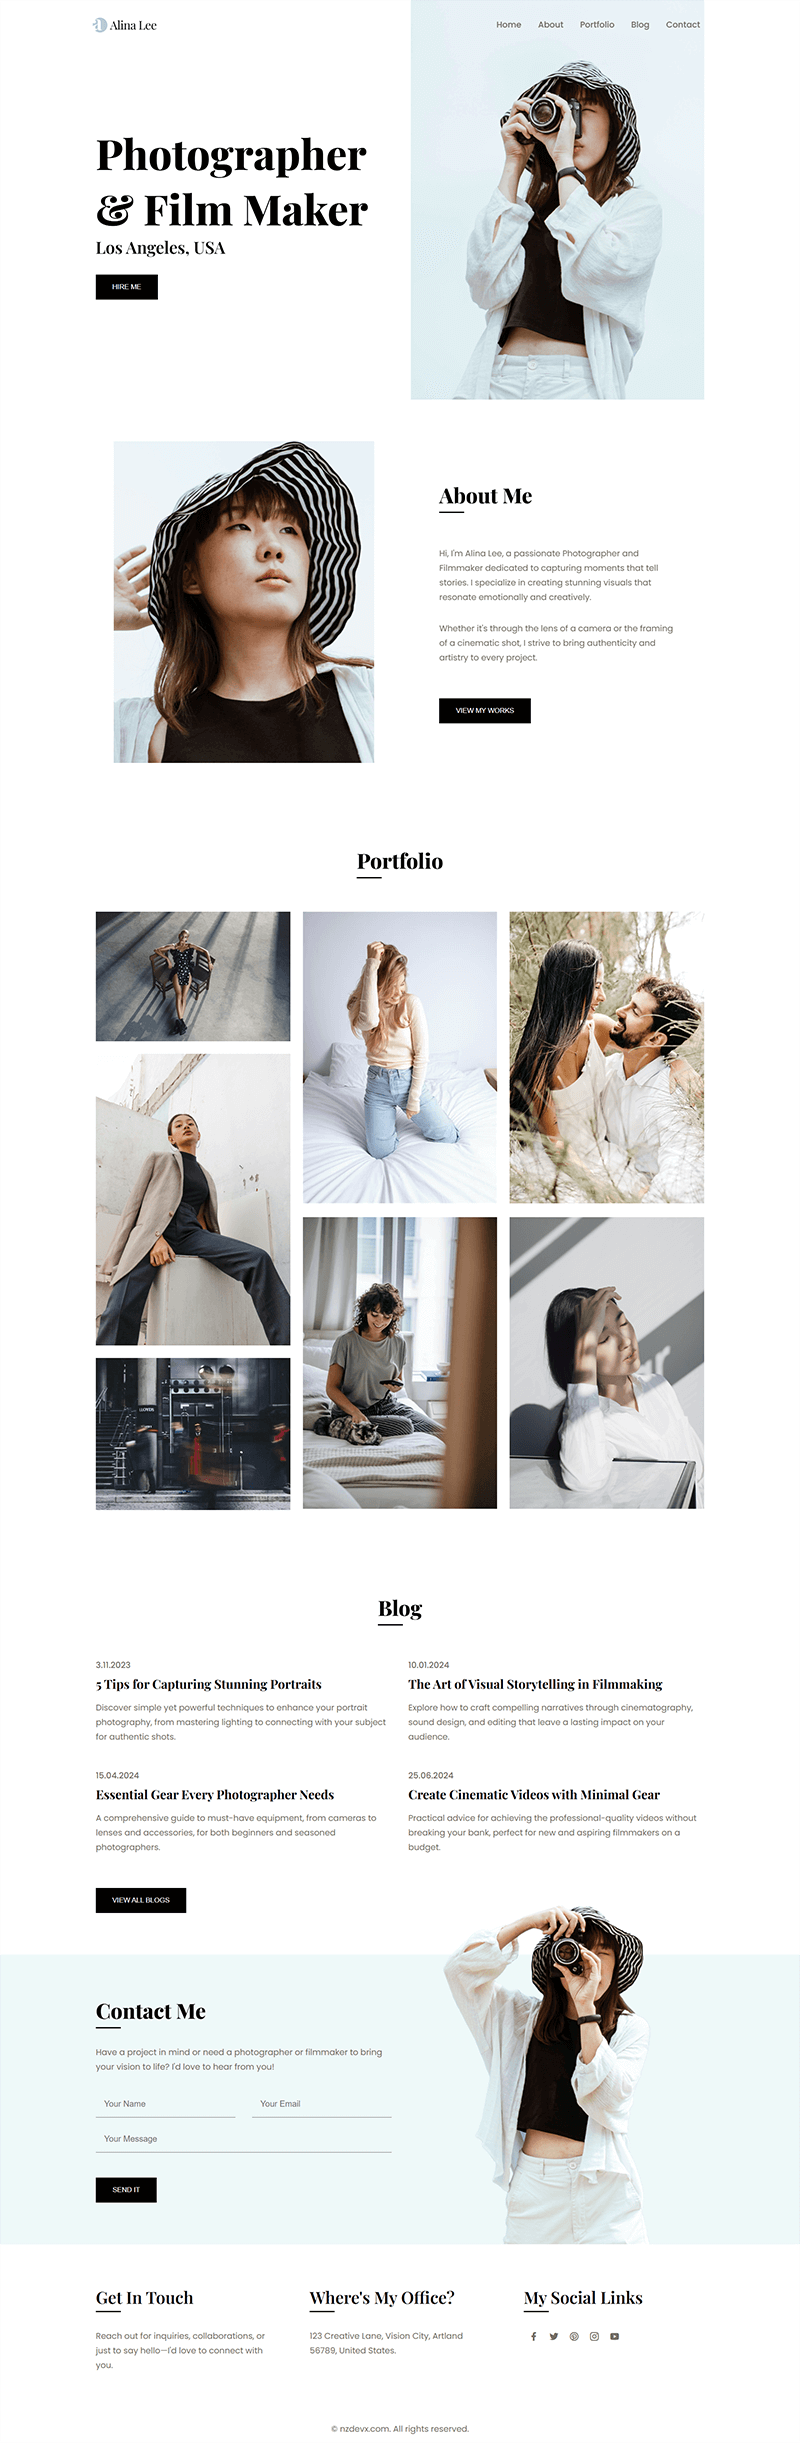 Alina Lee
Home About Portfolio Blog Contact
Photographer
& Film Maker
Los Angeles, USA
HIRE ME
About Me
Hi, I'm Alina Lee, a passionate Photographer and
Filmmaker dedicated to capturing moments that tell
stories. I specialize in creating stunning visuals that
resonate emotionally and creatively.
Whether it's through the lens of a camera or the framing
of a cinematic shot, I strive to bring authenticity and
artistry to every project.
VIEW MY WORKS
Portfolio
LLOYDS
Blog
3.11.2023
5 Tips for Capturing Stunning Portraits
Discover simple yet powerful techniques to enhance your portrait
photography, from mastering lighting to connecting with your subject
for authentic shots.
10.01.2024
The Art of Visual Storytelling in Filmmaking
Explore how to craft compelling narratives through cinematography,
sound design, and editing that leave a lasting impact on your
audience.
15.04.2024
Essential Gear Every Photographer Needs
A comprehensive guide to must-have equipment, from cameras to
lenses and accessories, for both beginners and seasoned
photographers.
25.06.2024
Create Cinematic Videos with Minimal Gear
Practical advice for achieving the professional-quality videos without
breaking your bank, perfect for new and aspiring filmmakers on a
budget.
VIEW ALL BLOGS
Contact Me
Have a project in mind or need a photographer or filmmaker to bring
your vision to life? I'd love to hear from you!
Your Name
Your Email
Your Message
SEND IT
Get In Touch
Reach out for inquiries, collaborations, or
just to say hello—I'd love to connect with
you.
Where's My Office?
123 Creative Lane, Vision City, Artland
56789, United States.
My Social Links
© nzdevx.com. All rights reserved.